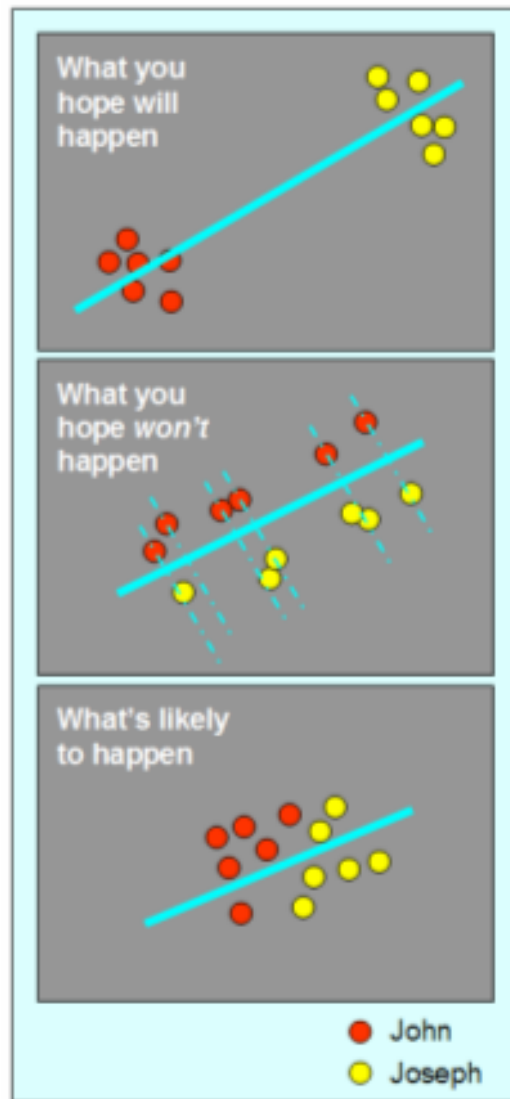 What you
hope will
happen
What you
hope won't
happen
What's likely
to happen
John
Joseph